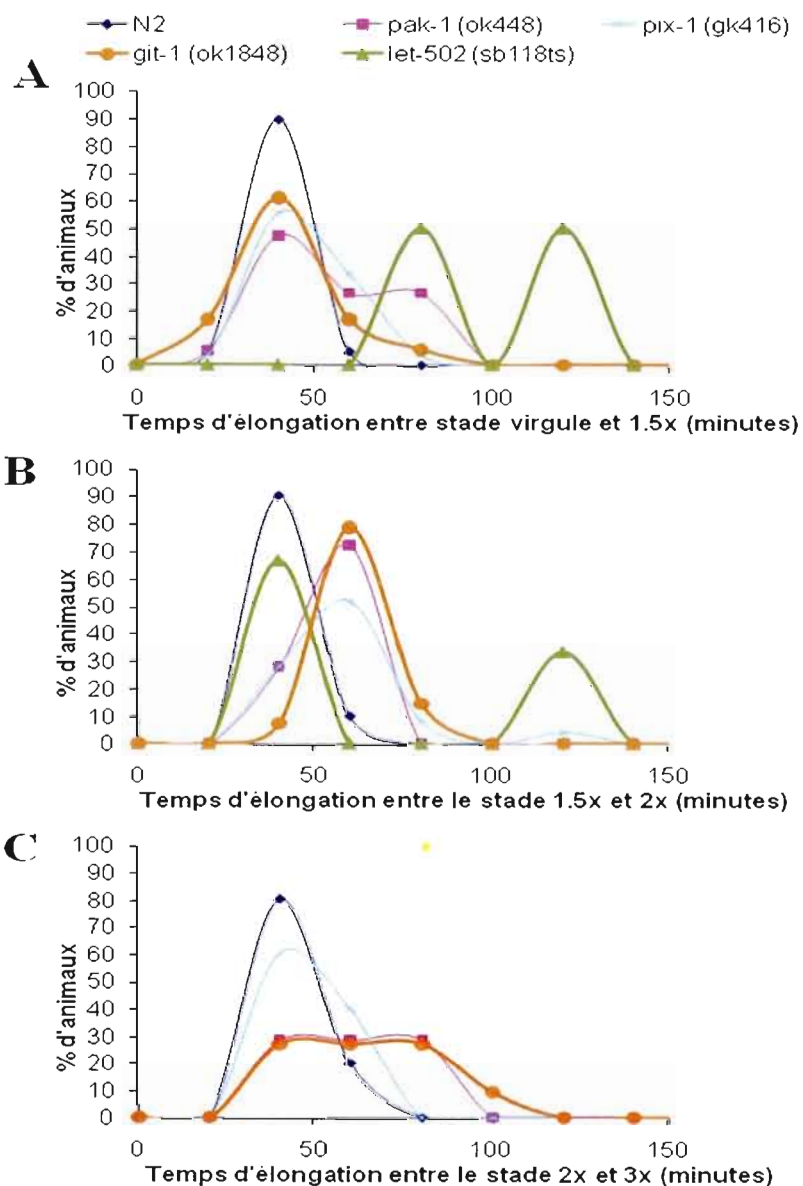 N2 pak-1 (ok448) pix-1 (gk416)
git-1 (ok1848) let-502 (sb118ts)
A
% d'animaux
100
90
80
70
60
50
40
30
20
10
0
0 50 100 150
Temps d'élongation entre stade virgule et 1.5x (minutes)
B
% d'animaux
100
90
80
70
60
50
40
30
20
10
0
0 50 100 150
Temps d'élongation entre le stade 1.5x et 2x (minutes)
C
% d'animaux
100
90
80
70
60
50
40
30
20
10
0
0 50 100 150
Temps d'élongation entre le stade 2x et 3x (minutes)